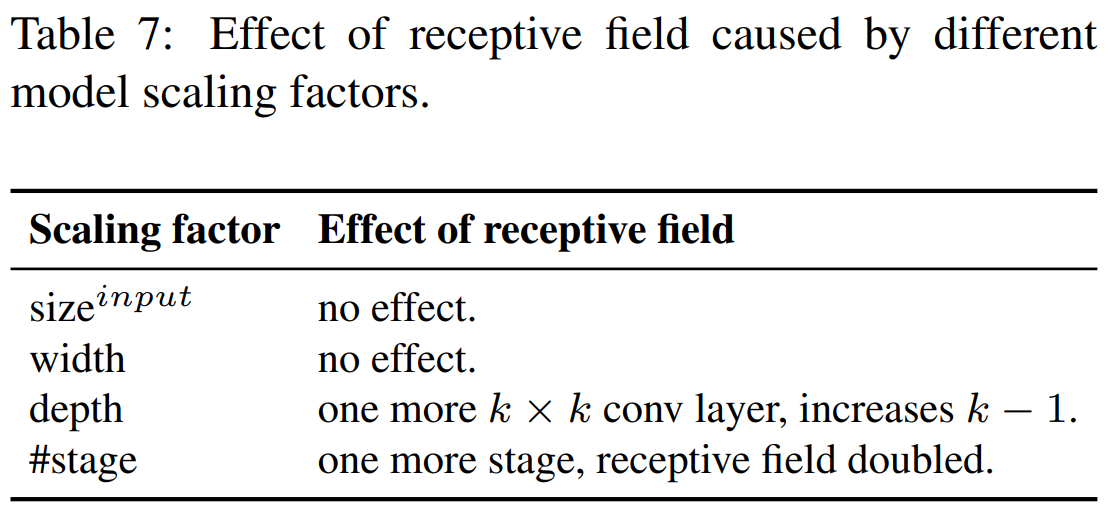 Table 7: Effect of receptive field caused by different
model scaling factors.
Scaling factor Effect of receptive field
size^{input} no effect.
width no effect.
depth one more k × k conv layer, increases k − 1.
#stage one more stage, receptive field doubled.